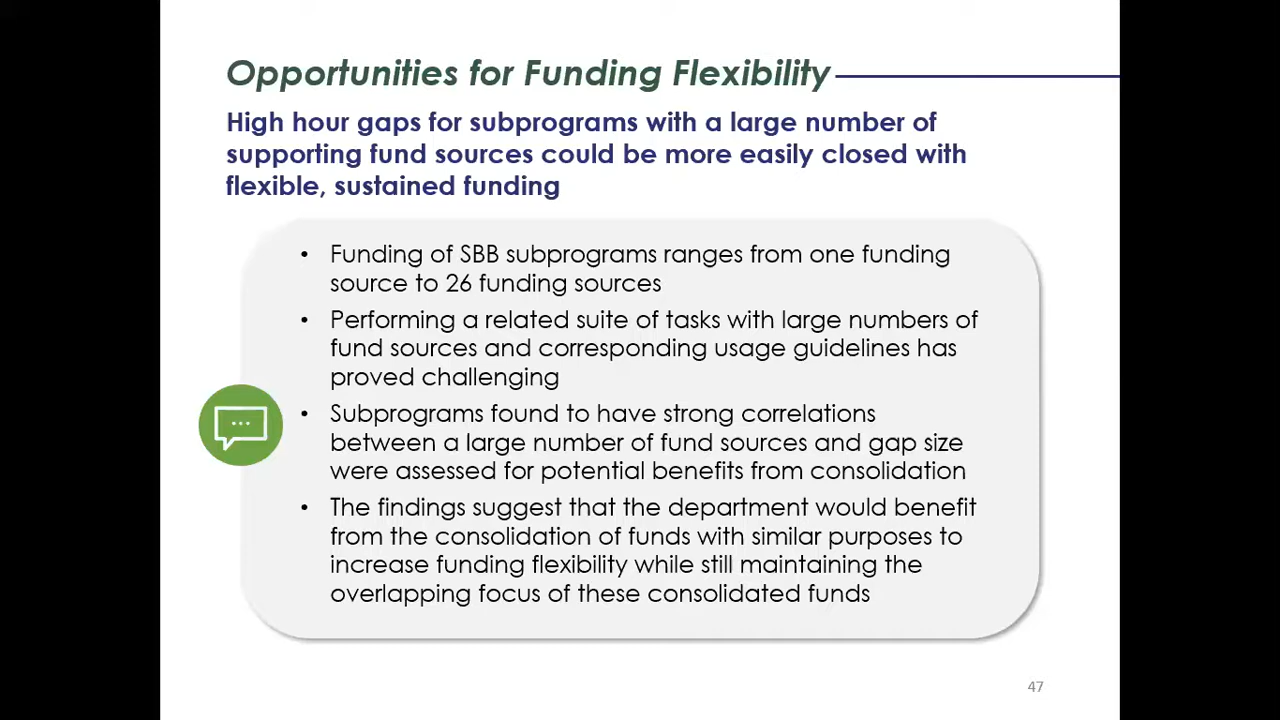 Opportunities for Funding Flexibility
High hour gaps for subprograms with a large number of
supporting fund sources could be more easily closed with
flexible, sustained funding
• Funding of SBB subprograms ranges from one funding
source to 26 funding sources
• Performing a related suite of tasks with large numbers of
fund sources and corresponding usage guidelines has
proved challenging
• Subprograms found to have strong correlations
between a large number of fund sources and gap size
were assessed for potential benefits from consolidation
• The findings suggest that the department would benefit
from the consolidation of funds with similar purposes to
increase funding flexibility while still maintaining the
overlapping focus of these consolidated funds
47